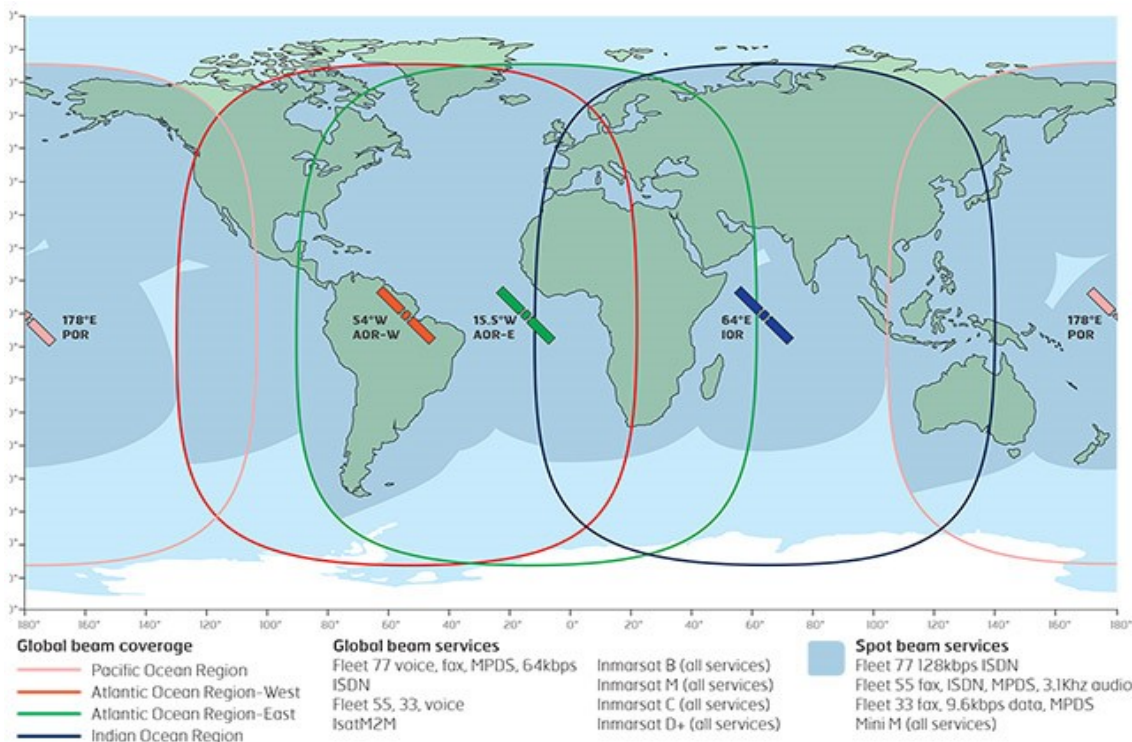 178°E
POR
54°W
AOR-W
15.5°W
AOR-E
64°E
IOR
178°E
POR
180° 160° 140° 120° 100° 80° 60° 40° 20° 0° 20° 40° 60° 80° 100° 120° 140° 160° 180°
Global beam coverage
Pacific Ocean Region
Atlantic Ocean Region-West
Atlantic Ocean Region-East
Indian Ocean Region
Global beam services
Fleet 77 voice, fax, MPDS, 64kbps
ISDN
Fleet 55, 33, voice
IsatM2M
Inmarsat B (all services)
Inmarsat M (all services)
Inmarsat C (all services)
Inmarsat D+ (all services)
Spot beam services
Fleet 77 128kbps ISDN
Fleet 55 fax, ISDN, MPDS, 3.1Khz audio
Fleet 33 fax, 9.6kbps data, MPDS
Mini M (all services)